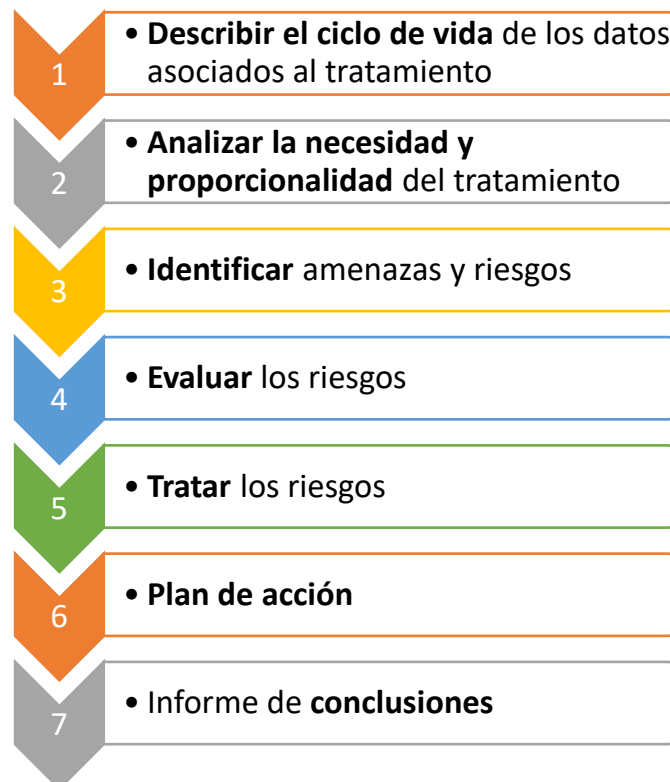 1
• Describir el ciclo de vida de los datos
asociados al tratamiento
2
• Analizar la necesidad y
proporcionalidad del tratamiento
3
• Identificar amenazas y riesgos
4
• Evaluar los riesgos
5
• Tratar los riesgos
6
• Plan de acción
7
• Informe de conclusiones